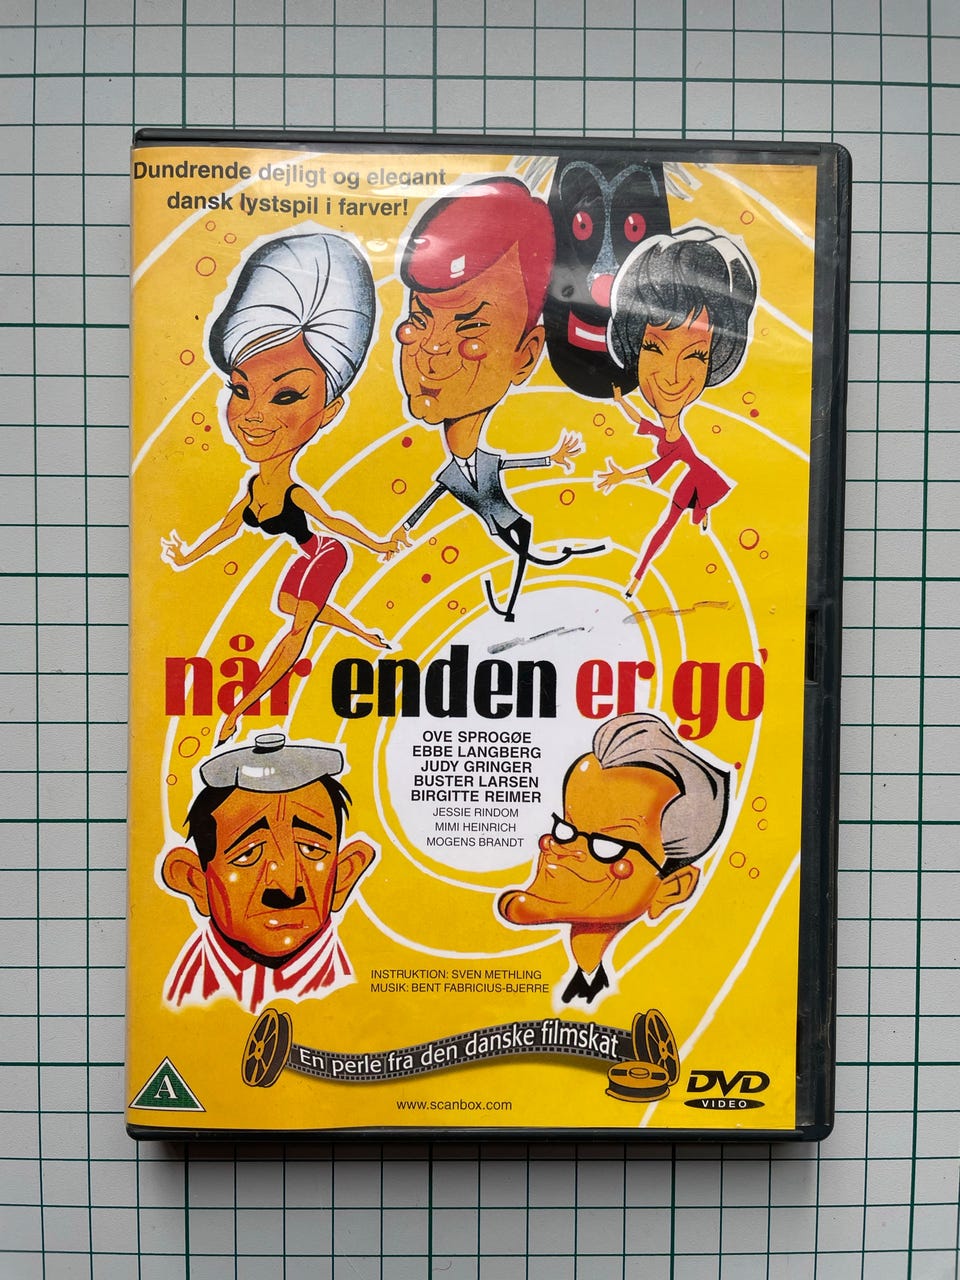 Dundrende dejligt og elegant
dansk lystspil i farver!
når enden er go'
OVE SPROGØE
EBBE LANGBERG
JUDY GRINGER
BUSTER LARSEN
BIRGITTE REIMER
JESSIE RINDOM
MIMI HEINRICH
MOGENS BRANDT
INSTRUKTION: SVEN METHLING
MUSIK: BENT FABRICIUS-BJERRE
En perle fra den danske filmskat
A
www.scanbox.com
DVD
VIDEO